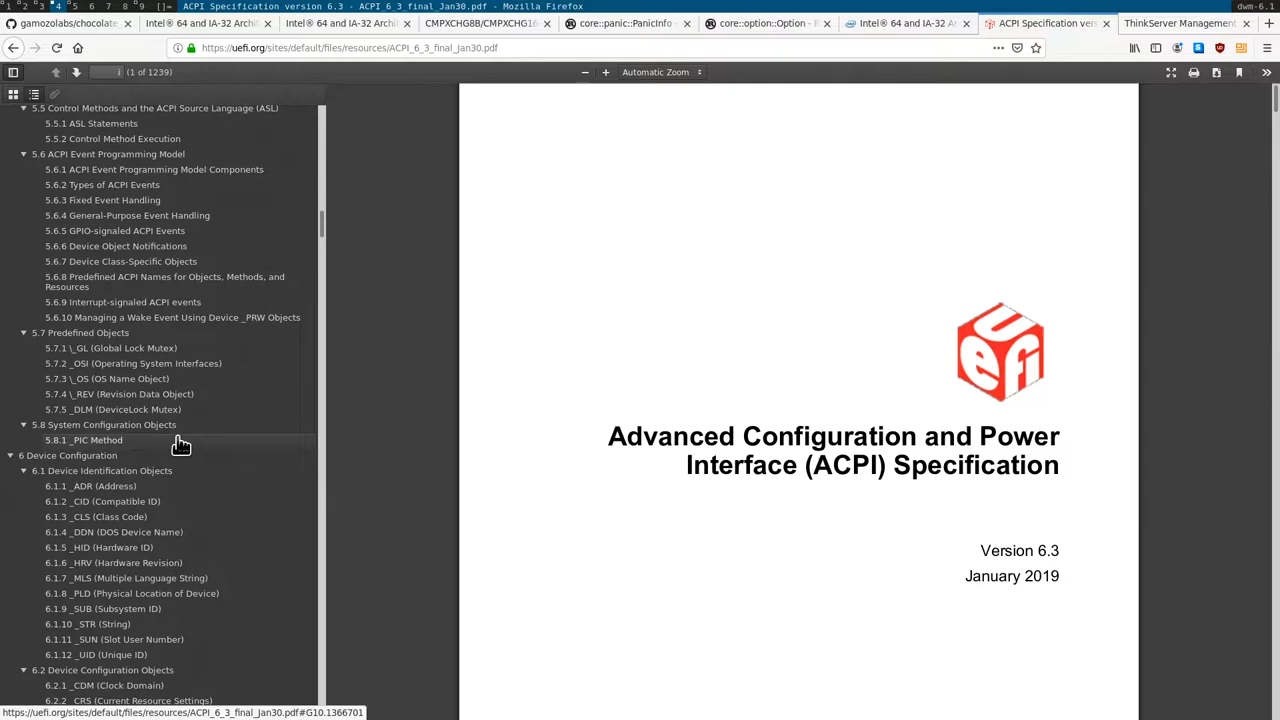 1 2 3 4 5 6 7 8 9 []= ACPI Specification version 6.3 - ACPI_6_3_final_Jan30.pdf - Mozilla Firefox dwm-6.1
gamozolabs/chocolate Intel® 64 and IA-32 Archi Intel® 64 and IA-32 Archi CMPXCHG8B/CMPXCHG16 core::panic::PanicInfo - core::option::Option - R Intel® 64 and IA-32 Ar ACPI Specification vers ThinkServer Management
https://uefi.org/sites/default/files/resources/ACPI_6_3_final_Jan30.pdf
i (1 of 1239) Automatic Zoom
5.5 Control Methods and the ACPI Source Language (ASL)
5.5.1 ASL Statements
5.5.2 Control Method Execution
5.6 ACPI Event Programming Model
5.6.1 ACPI Event Programming Model Components
5.6.2 Types of ACPI Events
5.6.3 Fixed Event Handling
5.6.4 General-Purpose Event Handling
5.6.5 GPIO-signaled ACPI Events
5.6.6 Device Object Notifications
5.6.7 Device Class-Specific Objects
5.6.8 Predefined ACPI Names for Objects, Methods, and
Resources
5.6.9 Interrupt-signaled ACPI events
5.6.10 Managing a Wake Event Using Device _PRW Objects
5.7 Predefined Objects
5.7.1 \_GL (Global Lock Mutex)
5.7.2 _OSI (Operating System Interfaces)
5.7.3 \_OS (OS Name Object)
5.7.4 \_REV (Revision Data Object)
5.7.5 _DLM (DeviceLock Mutex)
5.8 System Configuration Objects
5.8.1 _PIC Method
6 Device Configuration
6.1 Device Identification Objects
6.1.1 _ADR (Address)
6.1.2 _CID (Compatible ID)
6.1.3 _CLS (Class Code)
6.1.4 _DDN (DOS Device Name)
6.1.5 _HID (Hardware ID)
6.1.6 _HRV (Hardware Revision)
6.1.7 _MLS (Multiple Language String)
6.1.8 _PLD (Physical Location of Device)
6.1.9 _SUB (Subsystem ID)
6.1.10 _STR (String)
6.1.11 _SUN (Slot User Number)
6.1.12 _UID (Unique ID)
6.2 Device Configuration Objects
6.2.1 _CDM (Clock Domain)
6.2.2 _CRS (Current Resource Settings)
https://uefi.org/sites/default/files/resources/ACPI_6_3_final_Jan30.pdf#G10.1366701
UEFI
Advanced Configuration and Power
Interface (ACPI) Specification
Version 6.3
January 2019